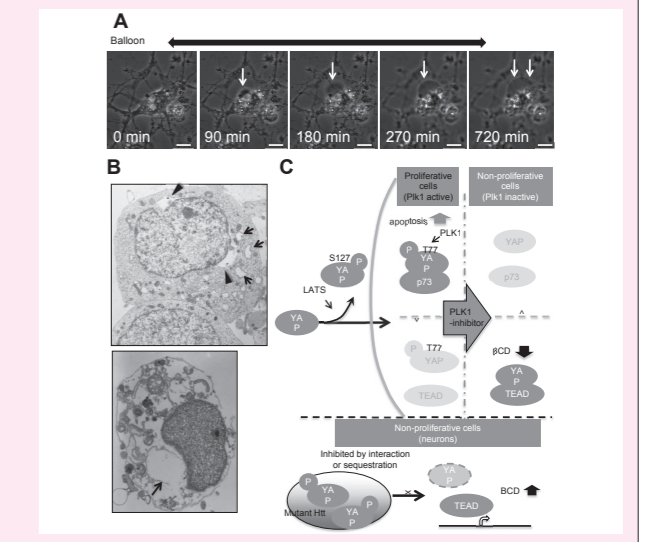 A
Balloon
0 min
90 min
180 min
270 min
720 min
B
C
Proliferative
cells
(Plk1 active)
Non-proliferative
cells
(Plk1 inactive)
apoptosis
PLK1
P
T77
YA
P
p73
YAP
p73
S127
P
YA
P
LATS
YA
P
PLK1
-inhibitor
P
T77
YAP
TEAD
βCD
YA
P
TEAD
Non-proliferative cells
(neurons)
Inhibited by interaction
or sequestration
P
YA
P
P
YA
P
Mutant Htt
YA
P
TEAD
BCD